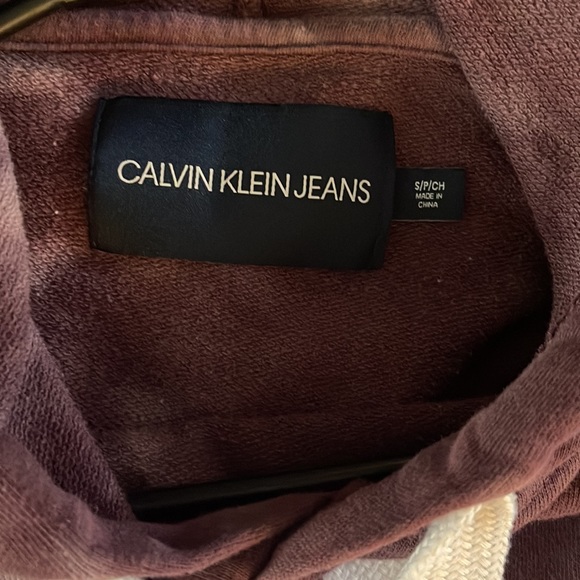 CALVIN KLEIN JEANS
S/P/CH
MADE IN
CHINA